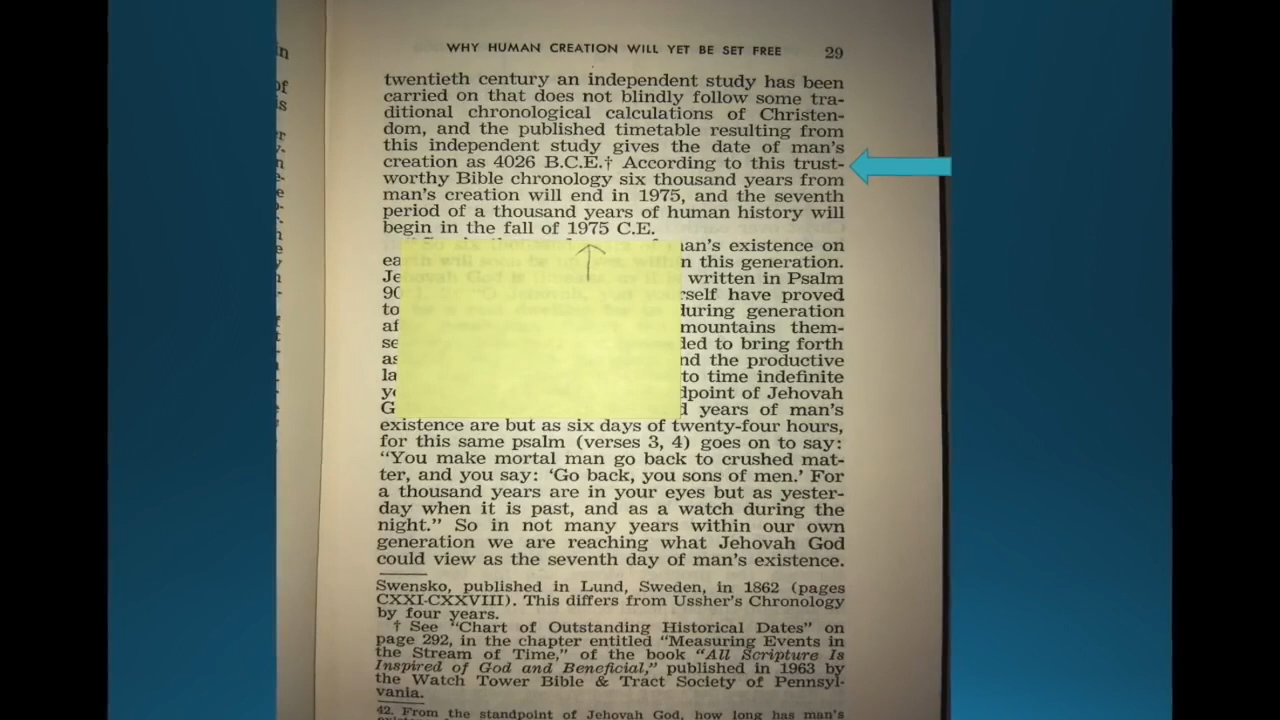 WHY HUMAN CREATION WILL YET BE SET FREE 29
twentieth century an independent study has been
carried on that does not blindly follow some tra-
ditional chronological calculations of Christen-
dom, and the published timetable resulting from
this independent study gives the date of man's
creation as 4026 B.C.E.† According to this trust-
worthy Bible chronology six thousand years from
man's creation will end in 1975, and the seventh
period of a thousand years of human history will
begin in the fall of 1975 C.E.
man's existence on
this generation.
written in Psalm
90
have proved
to during generation
mountains them-
to bring forth
as the productive
to time indefinite
of Jehovah
years of man's
existence are but as six days of twenty-four hours,
for this same psalm (verses 3, 4) goes on to say:
“You make mortal man go back to crushed mat-
ter, and you say: ‘Go back, you sons of men.’ For
a thousand years are in your eyes but as yester-
day when it is past, and as a watch during the
night.” So in not many years within our own
generation we are reaching what Jehovah God
could view as the seventh day of man's existence.
Swensko, published in Lund, Sweden, in 1862 (pages
CXXI-CXXVIII). This differs from Ussher's Chronology
by four years.
† See “Chart of Outstanding Historical Dates” on
page 292, in the chapter entitled “Measuring Events in
the Stream of Time,” of the book “All Scripture Is
Inspired of God and Beneficial,” published in 1963 by
the Watch Tower Bible & Tract Society of Pennsyl-
vania.
42. From the standpoint of Jehovah God, how long has man's